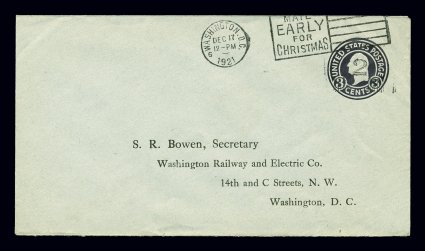 WASHINGTON, D.C.
DEC 17
12-PM
6
1921
MAIL
EARLY
FOR
CHRISTMAS
UNITED STATES POSTAGE
2
CENTS
S. R. Bowen, Secretary
Washington Railway and Electric Co.
14th and C Streets, N. W.
Washington, D. C.